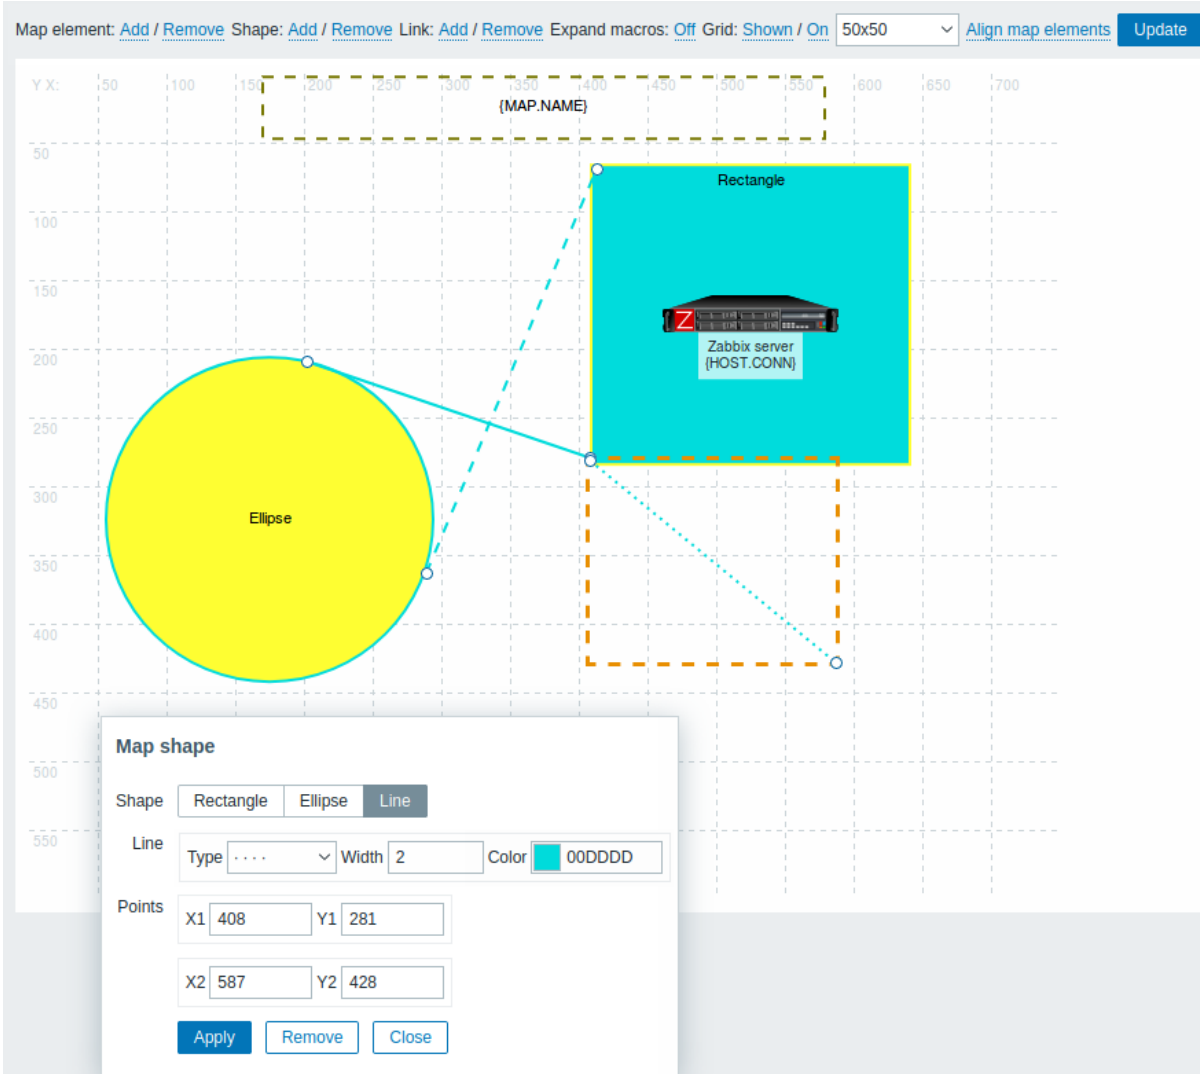 Map element: Add / Remove Shape: Add / Remove Link: Add / Remove Expand macros: Off Grid: Shown / On 50x50 Align map elements Update
Y X: 50 100 150 200 250 300 350 400 450 500 550 600 650 700
{MAP.NAME}
50
Rectangle
100
150
Z
200
Zabbix server
{HOST.CONN}
250
300
Ellipse
350
400
450
Map shape
500
Shape Rectangle Ellipse Line
550
Line Type Width 2 Color 00DDDD
Points X1 408 Y1 281
X2 587 Y2 428
Apply Remove Close